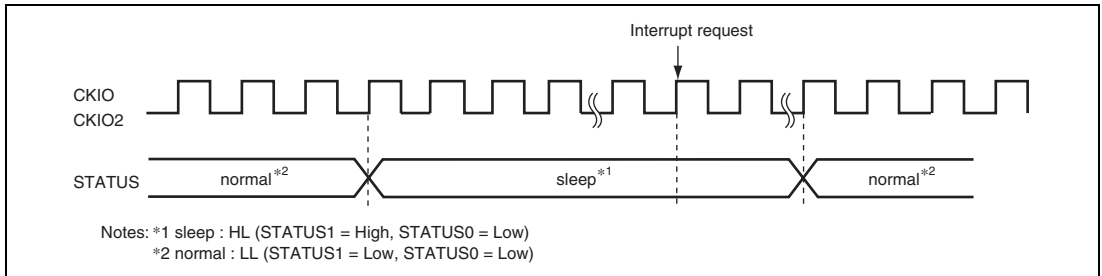 Interrupt request
CKIO
CKIO2
STATUS
normal*2
sleep*1
normal*2
Notes: *1 sleep : HL (STATUS1 = High, STATUS0 = Low)
*2 normal : LL (STATUS1 = Low, STATUS0 = Low)